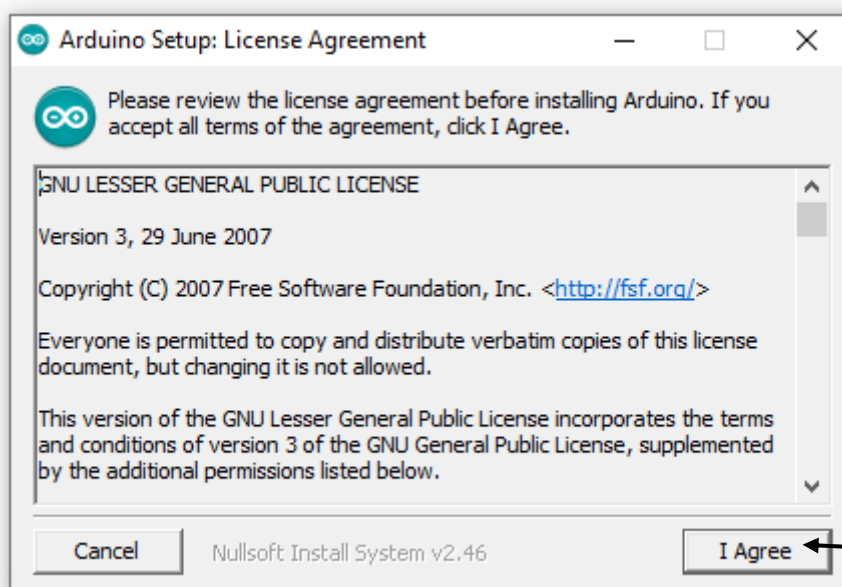 Arduino Setup: License Agreement
Please review the license agreement before installing Arduino. If you
accept all terms of the agreement, click I Agree.
GNU LESSER GENERAL PUBLIC LICENSE
Version 3, 29 June 2007
Copyright (C) 2007 Free Software Foundation, Inc. <http://fsf.org/>
Everyone is permitted to copy and distribute verbatim copies of this license
document, but changing it is not allowed.
This version of the GNU Lesser General Public License incorporates the terms
and conditions of version 3 of the GNU General Public License, supplemented
by the additional permissions listed below.
Cancel Nullsoft Install System v2.46 I Agree